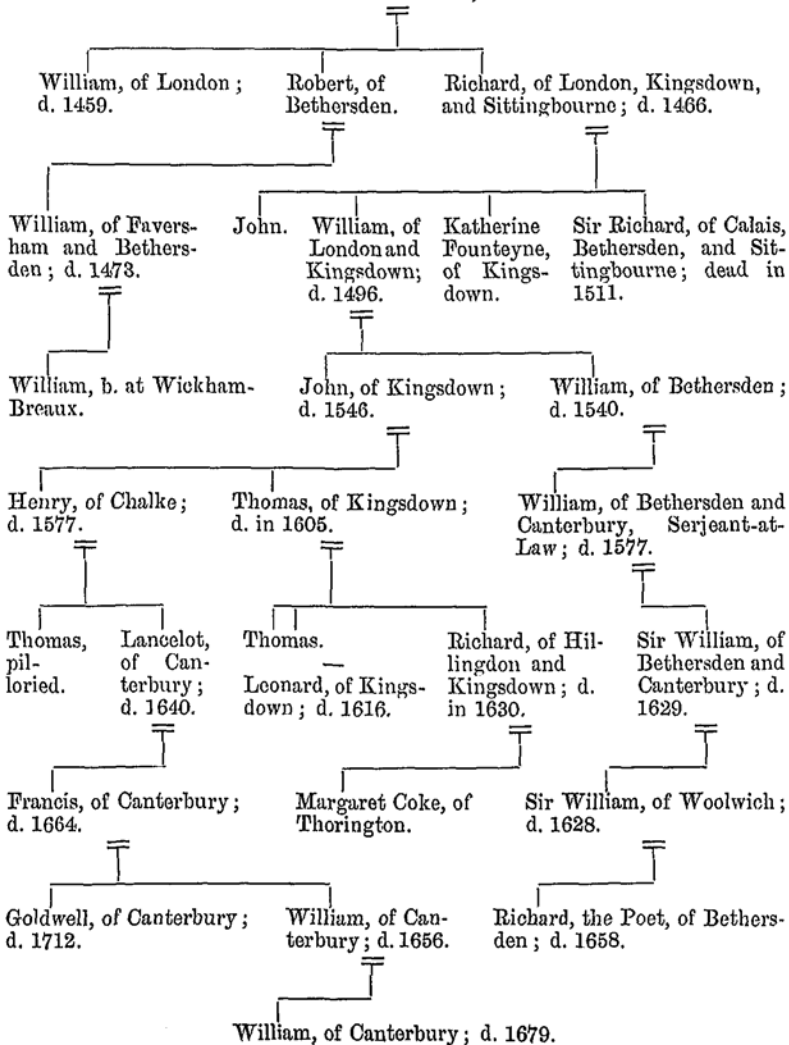 William, of London;
d. 1459.
Robert, of
Bethersden.
Richard, of London, Kingsdown,
and Sittingbourne; d. 1466.
William, of Favers-
ham and Bethers-
den; d. 1473.
John.
William, of
London and
Kingsdown;
d. 1496.
Katherine
Founteyne,
of Kings-
down.
Sir Richard, of Calais,
Bethersden, and Sit-
tingbourne; dead in
1511.
William, b. at Wickham-
Breaux.
John, of Kingsdown;
d. 1546.
William, of Bethersden;
d. 1540.
Henry, of Chalke;
d. 1577.
Thomas, of Kingsdown;
d. in 1605.
William, of Bethersden and
Canterbury, Serjeant-at-
Law; d. 1577.
Thomas,
pil-
loried.
Lancelot,
of Can-
terbury;
d. 1640.
Thomas.
—
Leonard, of Kings-
down; d. 1616.
Richard, of Hil-
lingdon and
Kingsdown; d.
in 1630.
Sir William, of
Bethersden and
Canterbury; d.
1629.
Francis, of Canterbury;
d. 1664.
Margaret Coke, of
Thorington.
Sir William, of Woolwich;
d. 1628.
Goldwell, of Canterbury;
d. 1712.
William, of Can-
terbury; d. 1656.
Richard, the Poet, of Bethers-
den; d. 1658.
William, of Canterbury; d. 1679.